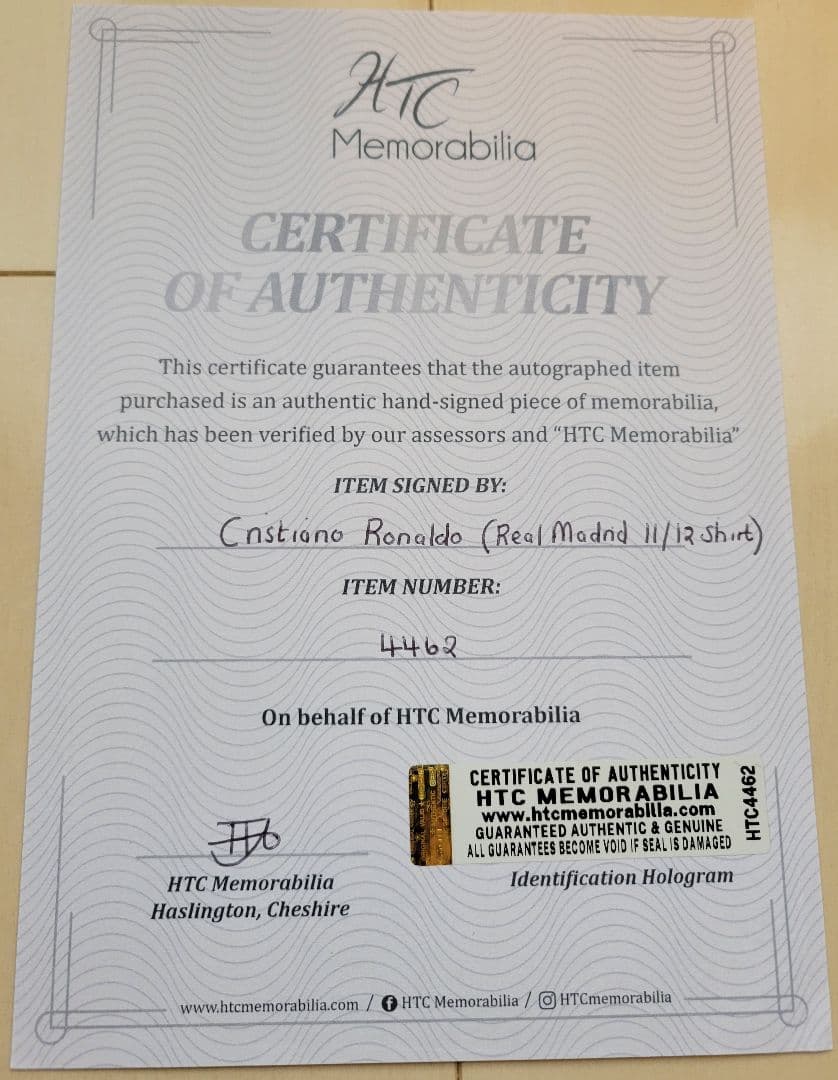 HTC
Memorabilia
CERTIFICATE
OF AUTHENTICITY
This certificate guarantees that the autographed item
purchased is an authentic hand-signed piece of memorabilia,
which has been verified by our assessors and “HTC Memorabilia”
ITEM SIGNED BY:
Cristiano Ronaldo (Real Madrid 11/12 Shirt)
ITEM NUMBER:
4462
On behalf of HTC Memorabilia
CERTIFICATE OF AUTHENTICITY
HTC MEMORABILIA
www.htcmemorabilia.com
GUARANTEED AUTHENTIC & GENUINE
ALL GUARANTEES BECOME VOID IF SEAL IS DAMAGED
HTC4462
Identification Hologram
HTC Memorabilia
Haslington, Cheshire
www.htcmemorabilia.com / HTC Memorabilia / HTCmemorabilia